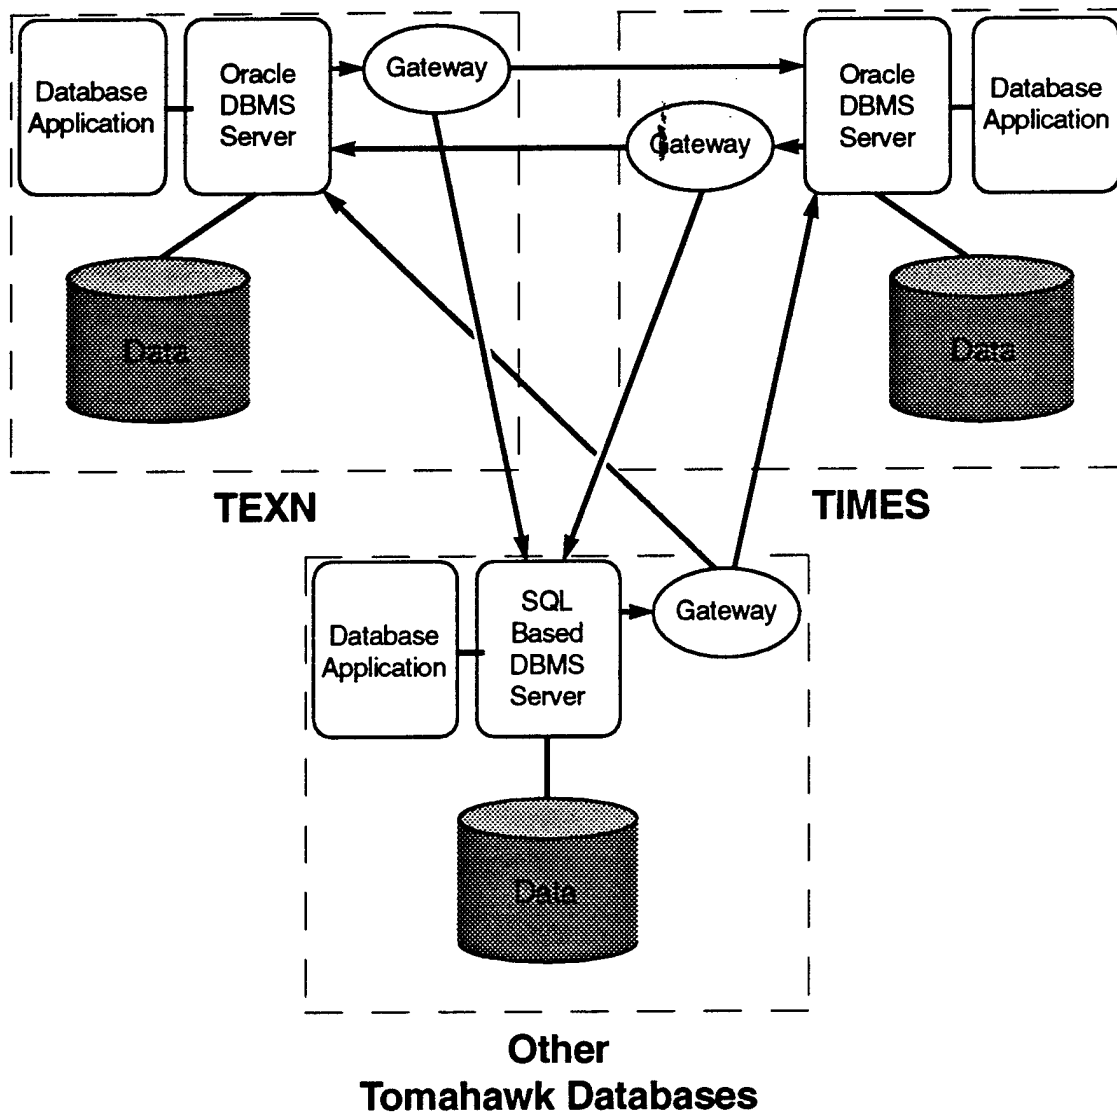 Database
Application
Oracle
DBMS
Server
Gateway
Data
TEXN
Gateway
Oracle
DBMS
Server
Database
Application
Data
TIMES
Database
Application
SQL
Based
DBMS
Server
Gateway
Data
Other
Tomahawk Databases